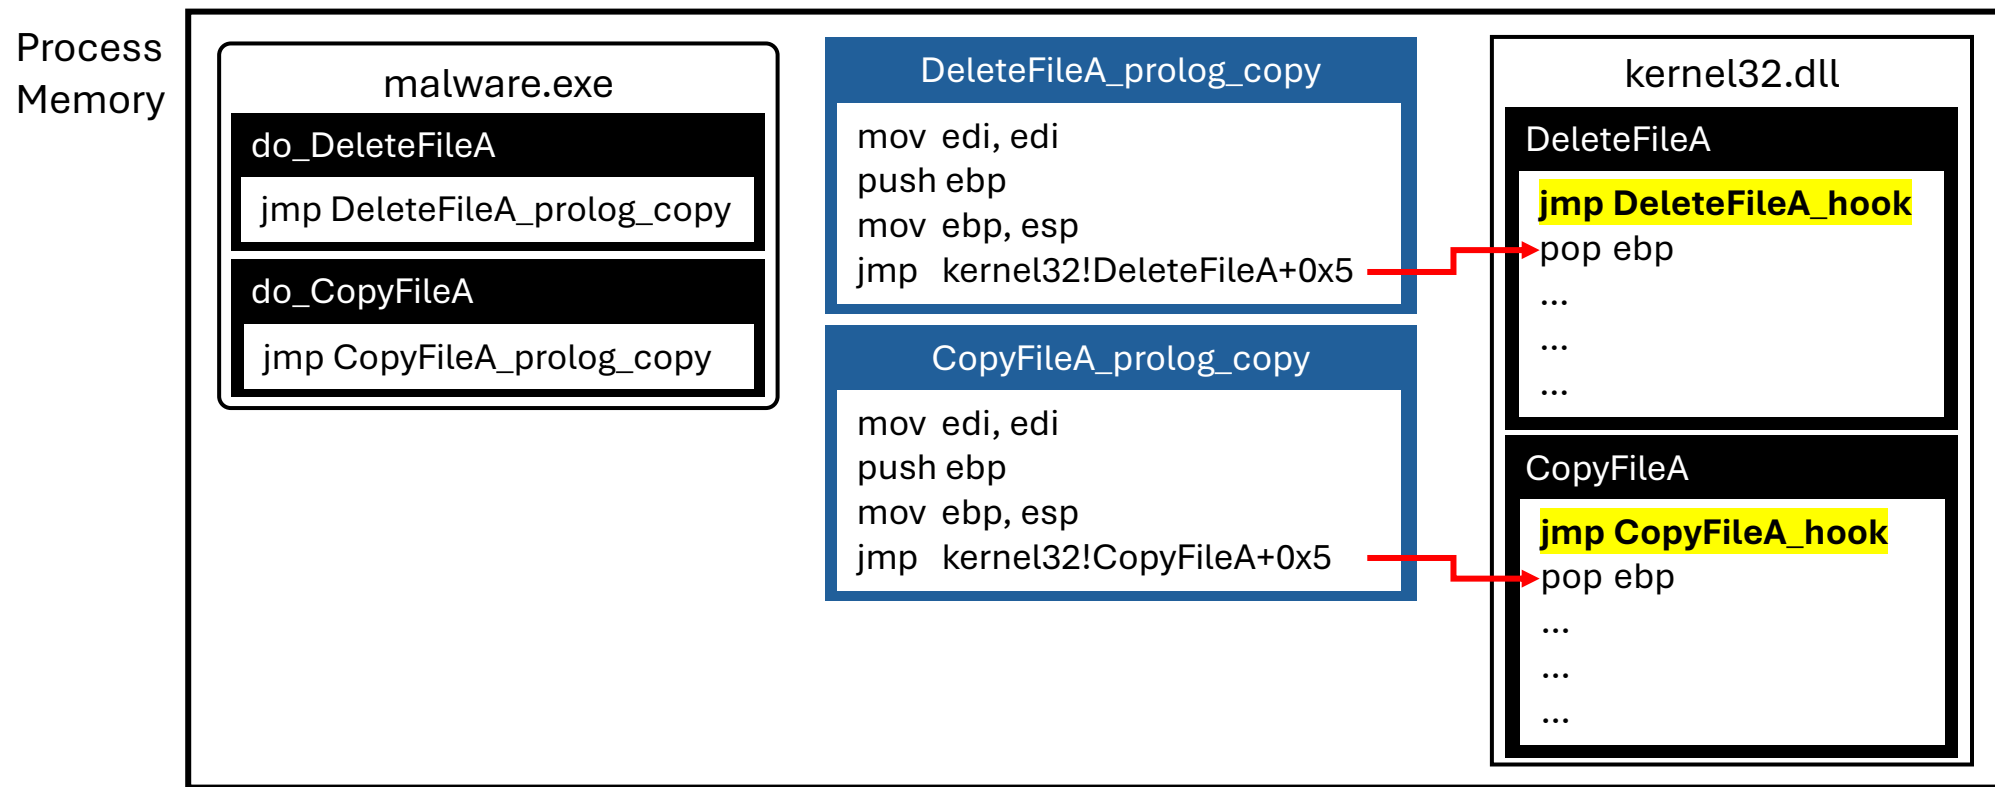 Process
Memory
malware.exe
do_DeleteFileA
jmp DeleteFileA_prolog_copy
do_CopyFileA
jmp CopyFileA_prolog_copy
DeleteFileA_prolog_copy
mov edi, edi
push ebp
mov ebp, esp
jmp kernel32!DeleteFileA+0x5
CopyFileA_prolog_copy
mov edi, edi
push ebp
mov ebp, esp
jmp kernel32!CopyFileA+0x5
kernel32.dll
DeleteFileA
jmp DeleteFileA_hook
pop ebp
...
...
...
CopyFileA
jmp CopyFileA_hook
pop ebp
...
...
...